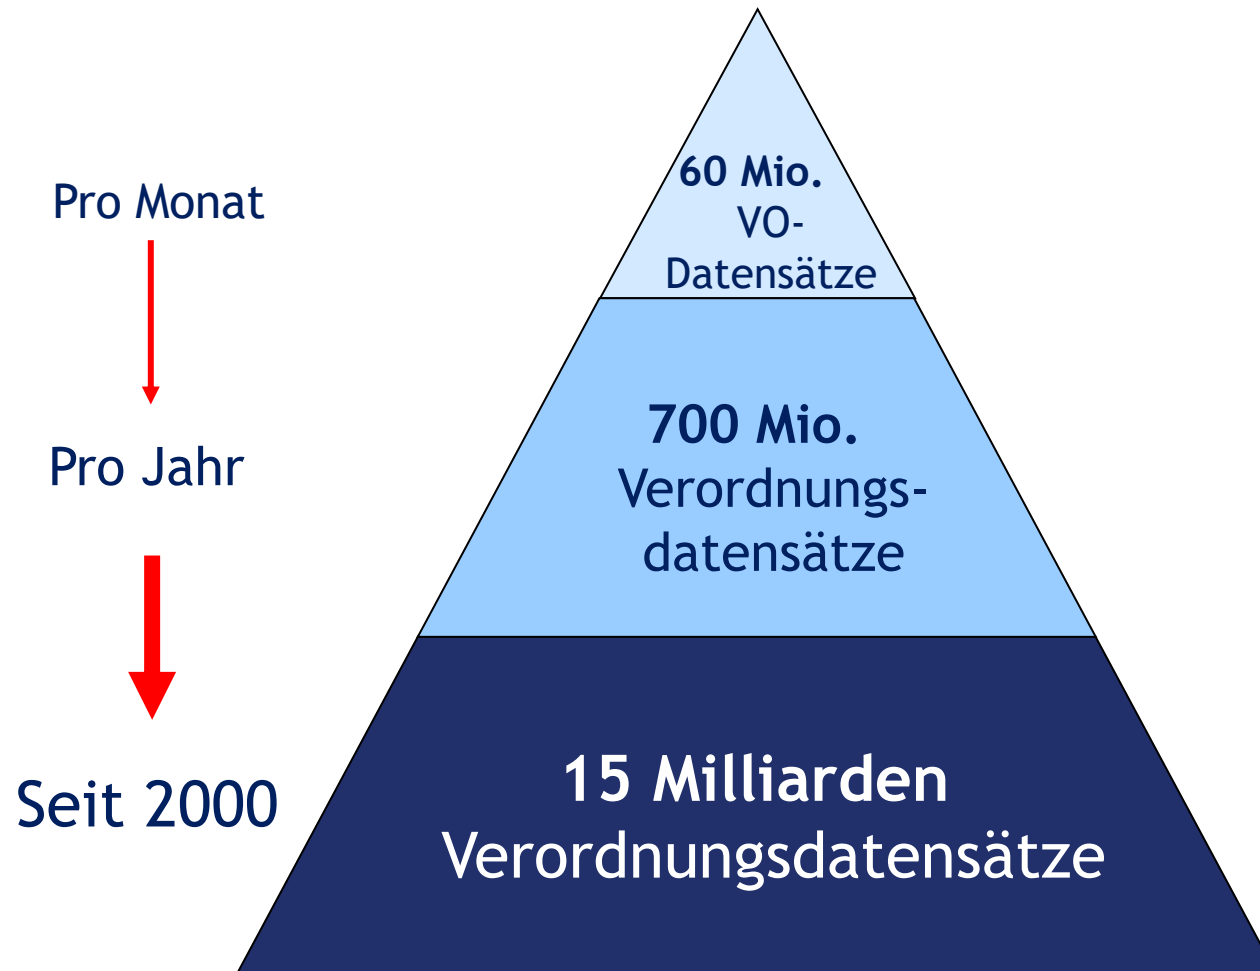 Pro Monat
60 Mio.
VO-
Datensätze
Pro Jahr
700 Mio.
Verordnungs-
datensätze
Seit 2000
15 Milliarden
Verordnungsdatensätze